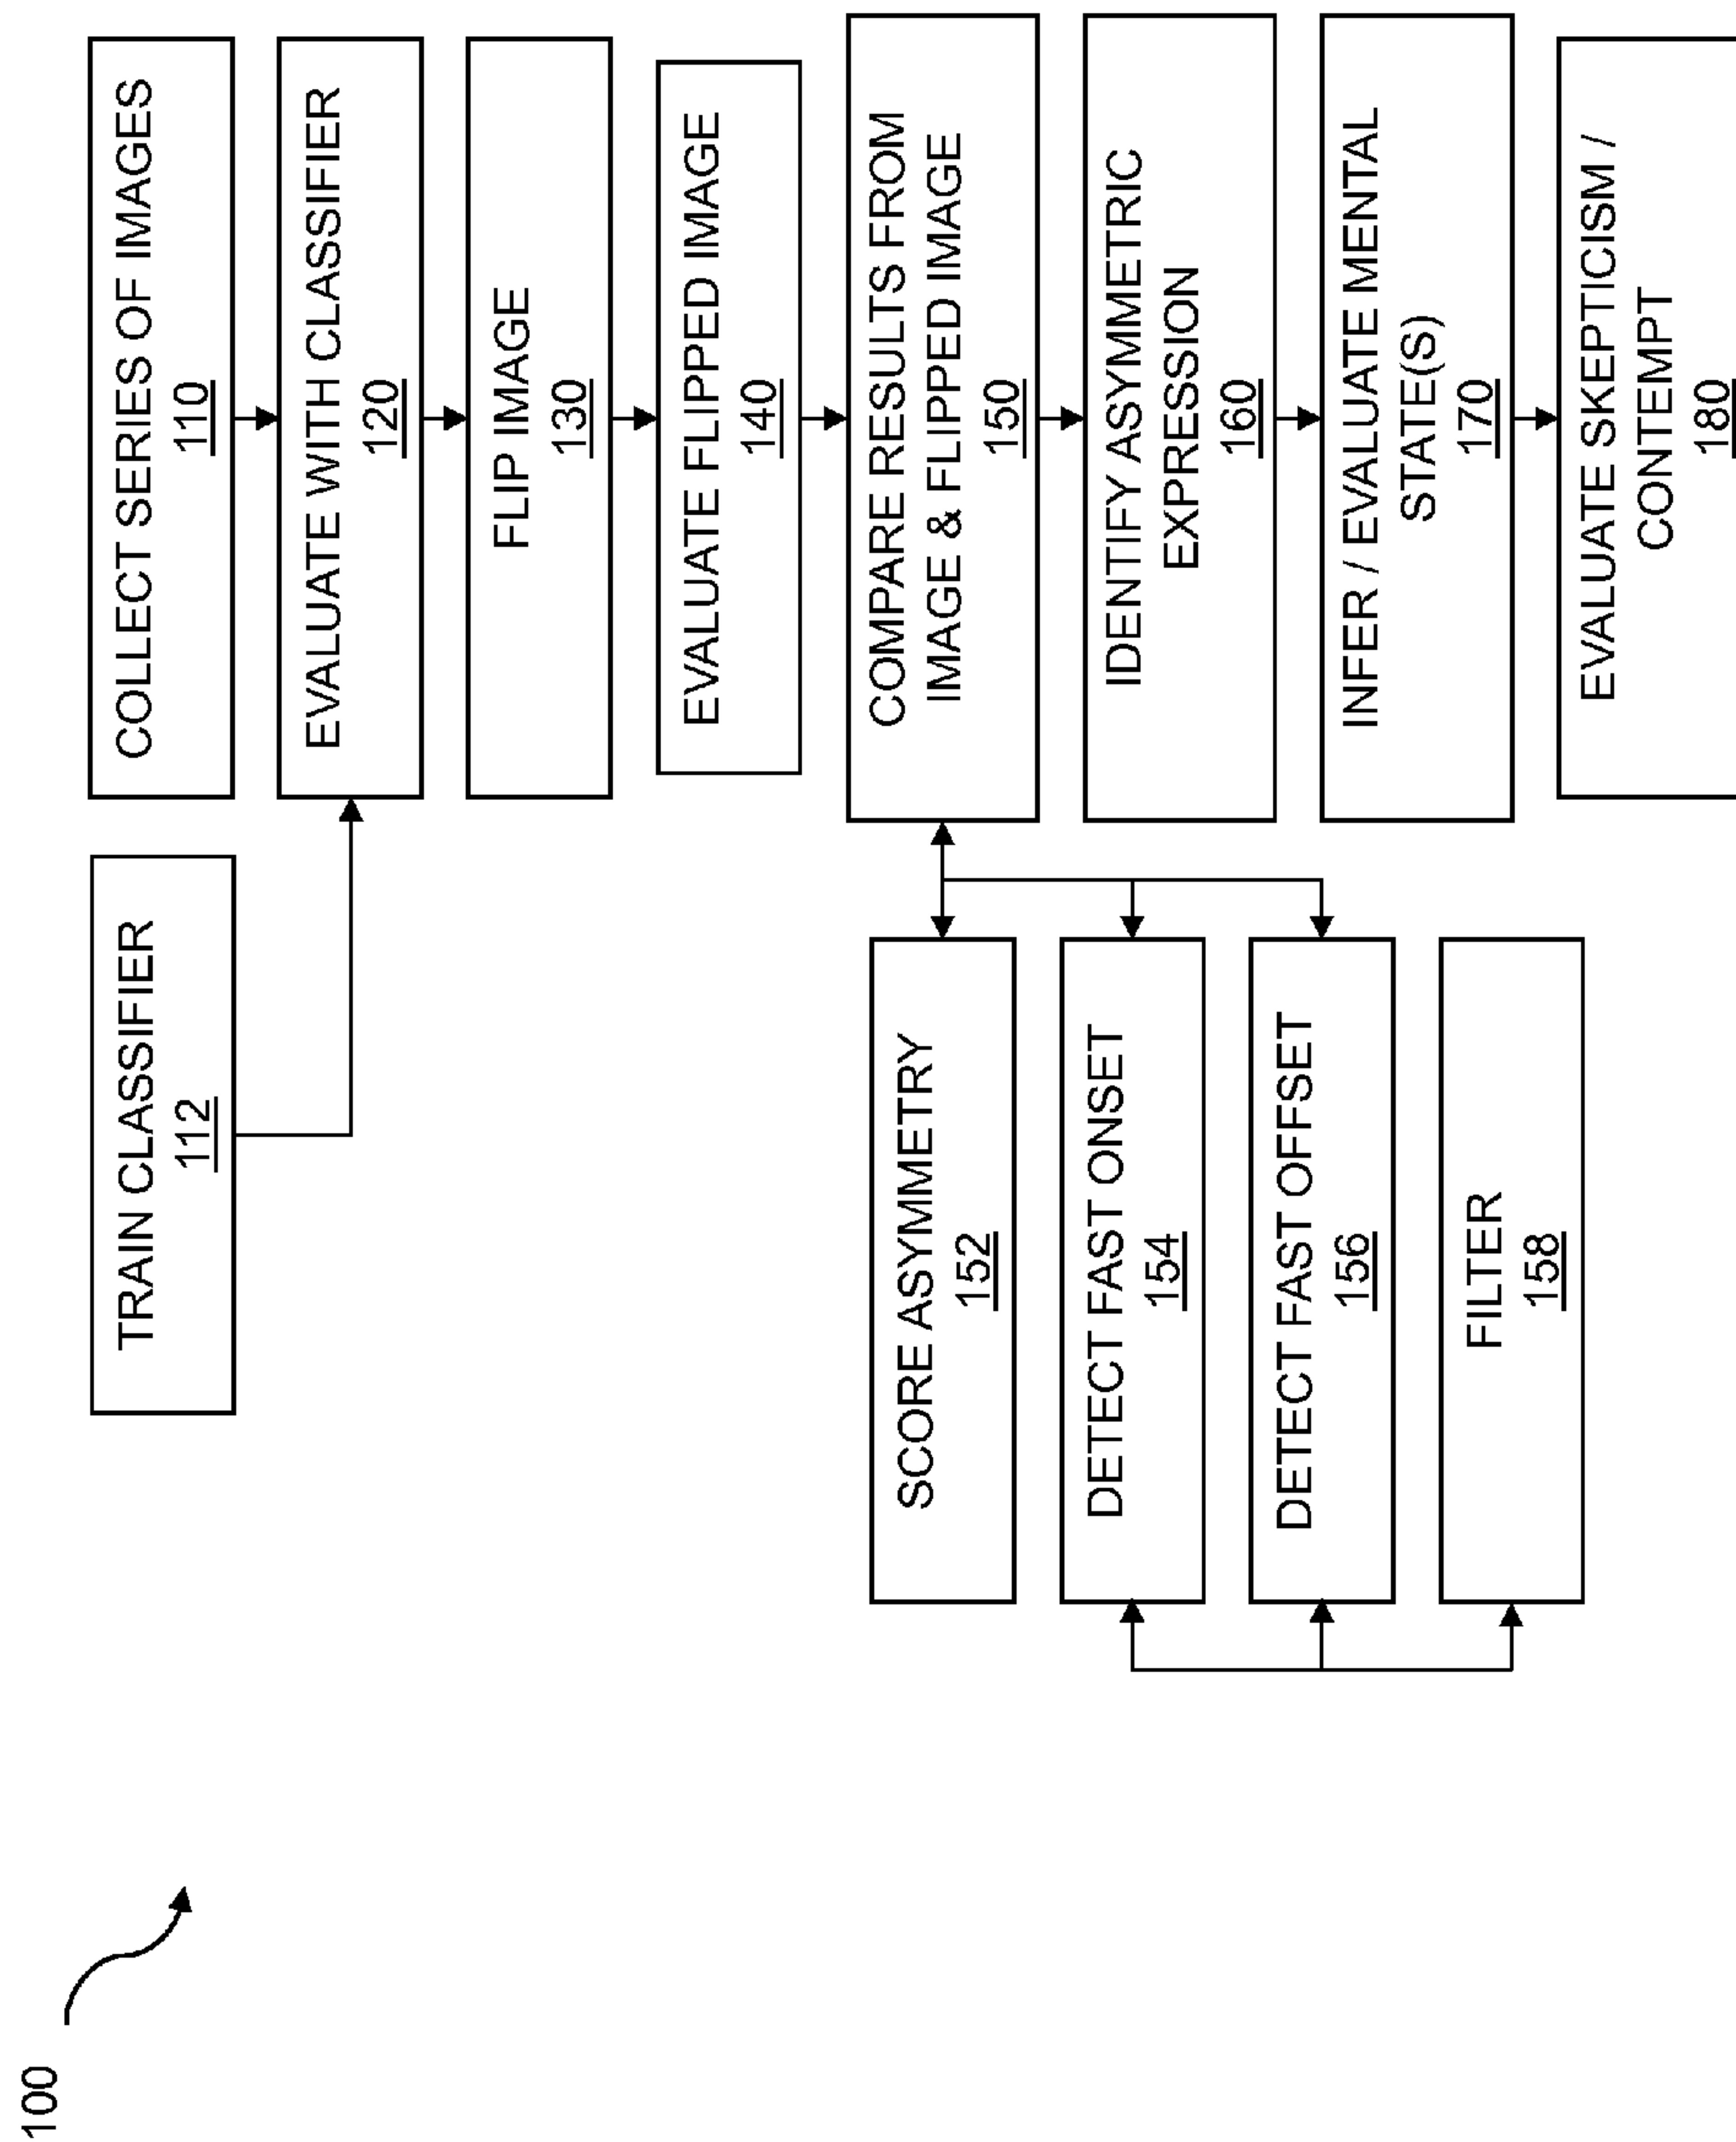 100
TRAIN CLASSIFIER
112
COLLECT SERIES OF IMAGES
110
EVALUATE WITH CLASSIFIER
120
FLIP IMAGE
130
EVALUATE FLIPPED IMAGE
140
COMPARE RESULTS FROM
IMAGE & FLIPPED IMAGE
150
SCORE ASYMMETRY
152
DETECT FAST ONSET
154
DETECT FAST OFFSET
156
FILTER
158
IDENTIFY ASYMMETRIC
EXPRESSION
160
INFER / EVALUATE MENTAL
STATE(S)
170
EVALUATE SKEPTICISM /
CONTEMPT
180